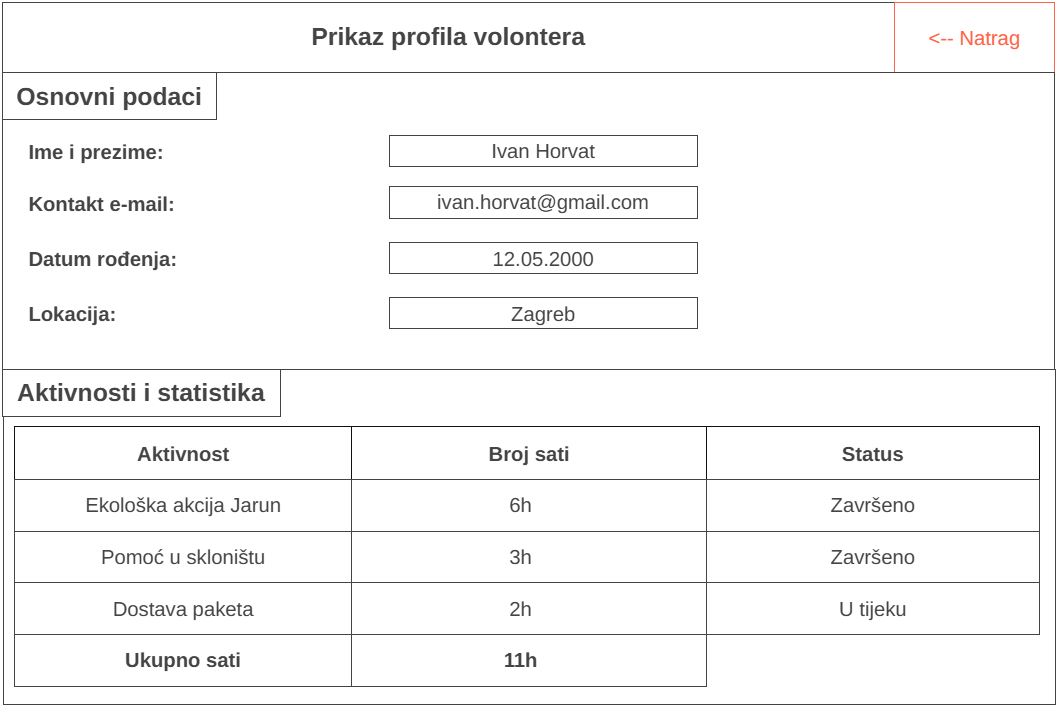 Prikaz profila volontera
<-- Natrag
Osnovni podaci
Ime i prezime: Ivan Horvat
Kontakt e-mail: ivan.horvat@gmail.com
Datum rođenja: 12.05.2000
Lokacija: Zagreb
Aktivnosti i statistika
Aktivnost Broj sati Status
Ekološka akcija Jarun 6h Završeno
Pomoć u skloništu 3h Završeno
Dostava paketa 2h U tijeku
Ukupno sati 11h